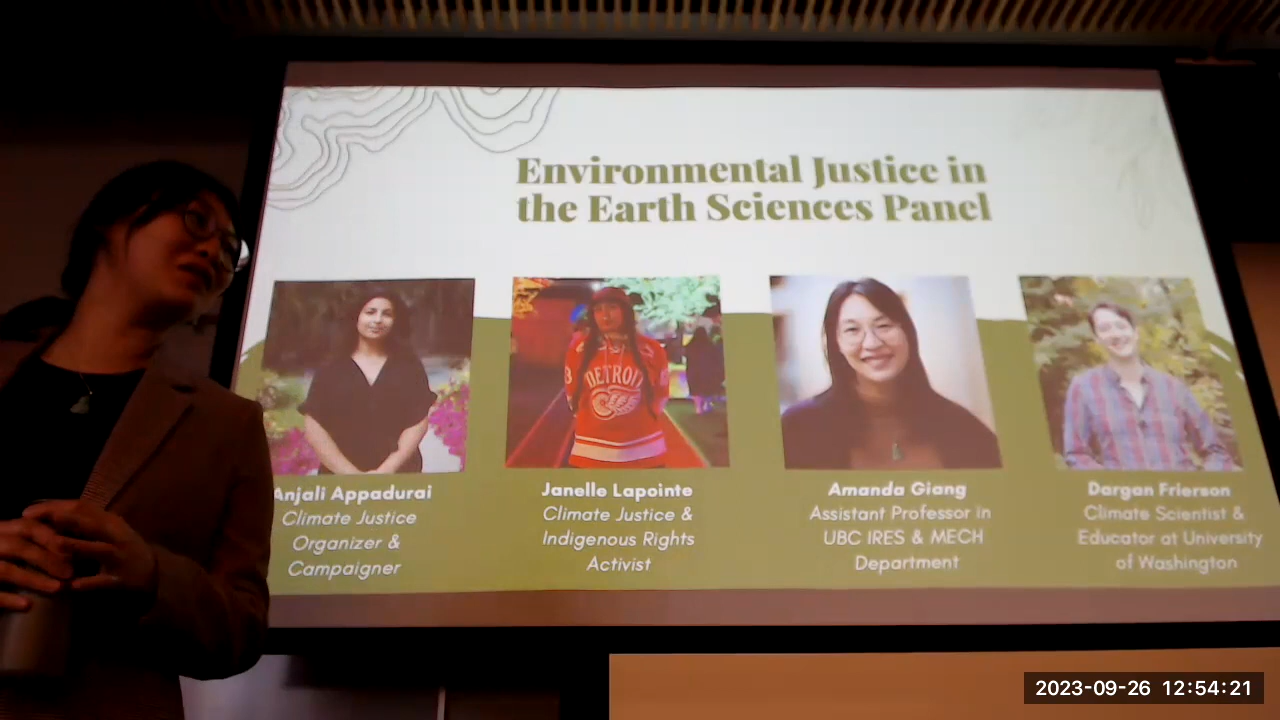 Environmental Justice in
the Earth Sciences Panel
DETROIT
Anjali Appadurai
Climate Justice
Organizer &
Campaigner
Janelle Lapointe
Climate Justice &
Indigenous Rights
Activist
Amanda Giang
Assistant Professor in
UBC IRES & MECH
Department
Dargan Frierson
Climate Scientist &
Educator at University
of Washington
2023-09-26 12:54:21